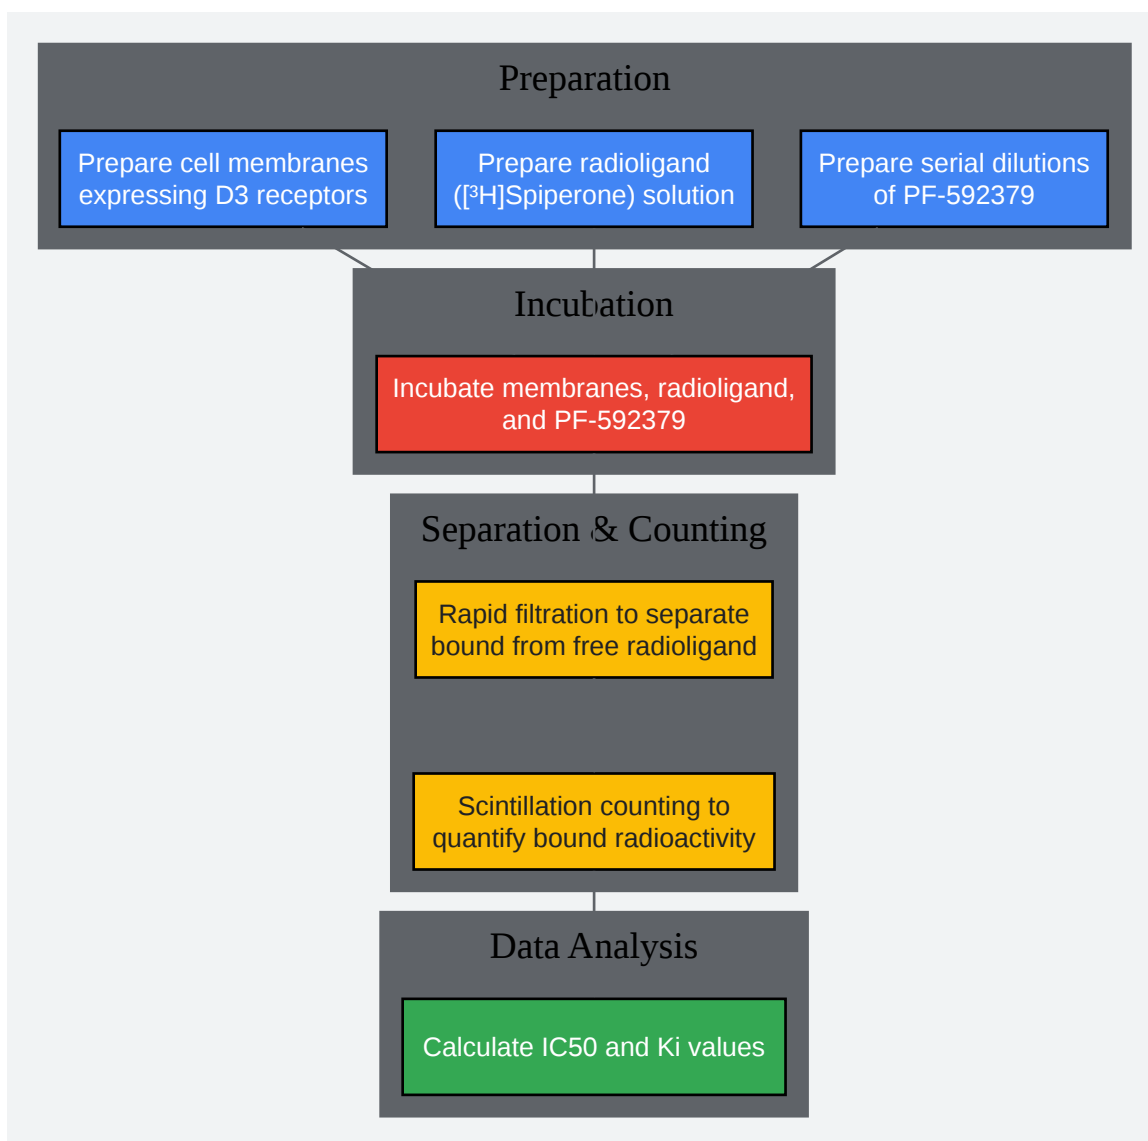 Preparation
Prepare cell membranes
expressing D3 receptors
Prepare radioligand
([³H]Spiperone) solution
Prepare serial dilutions
of PF-592379
Incubation
Incubate membranes, radioligand,
and PF-592379
Separation & Counting
Rapid filtration to separate
bound from free radioligand
Scintillation counting to
quantify bound radioactivity
Data Analysis
Calculate IC50 and Ki values